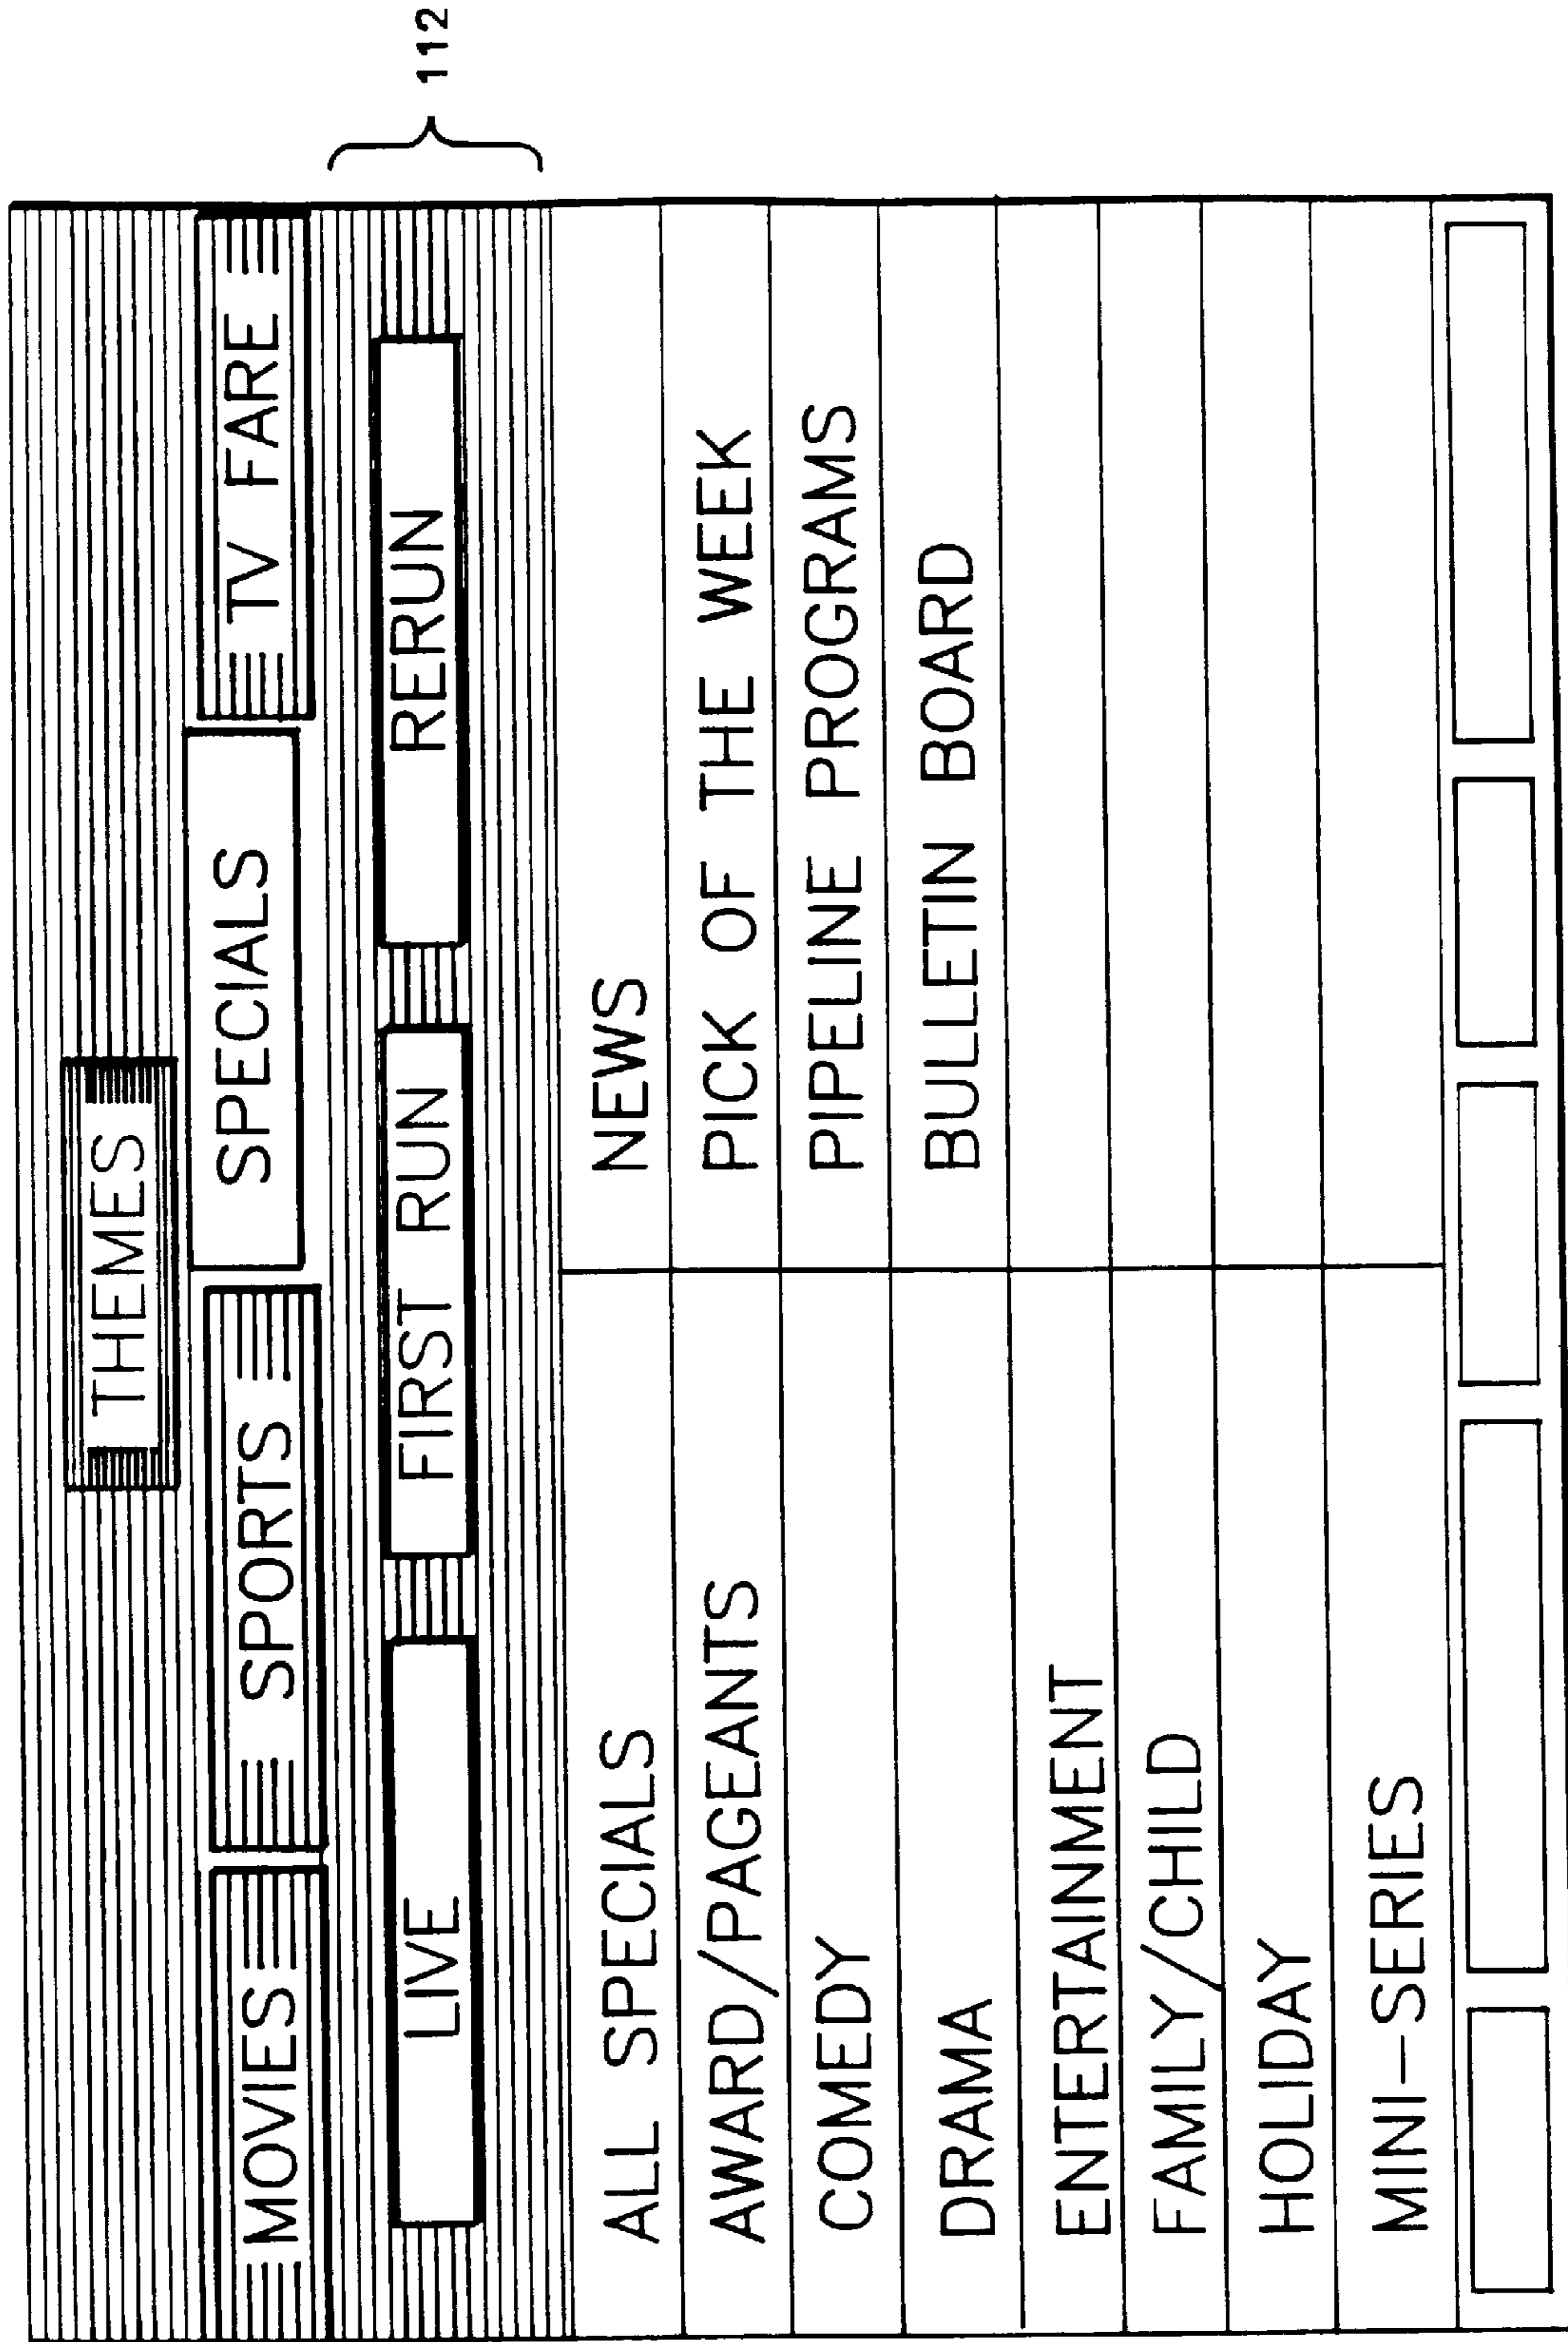 THEMES
MOVIES SPORTS SPECIALS TV FARE
LIVE FIRST RUN RERUN 112
ALL SPECIALS NEWS
AWARD/PAGEANTS PICK OF THE WEEK
COMEDY PIPELINE PROGRAMS
DRAMA BULLETIN BOARD
ENTERTAINMENT
FAMILY/CHILD
HOLIDAY
MINI-SERIES